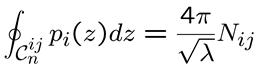 ∮_{𝒞_n^{ij}} p_i(z)dz = \frac{4π}{\sqrt{λ}} N_{ij}